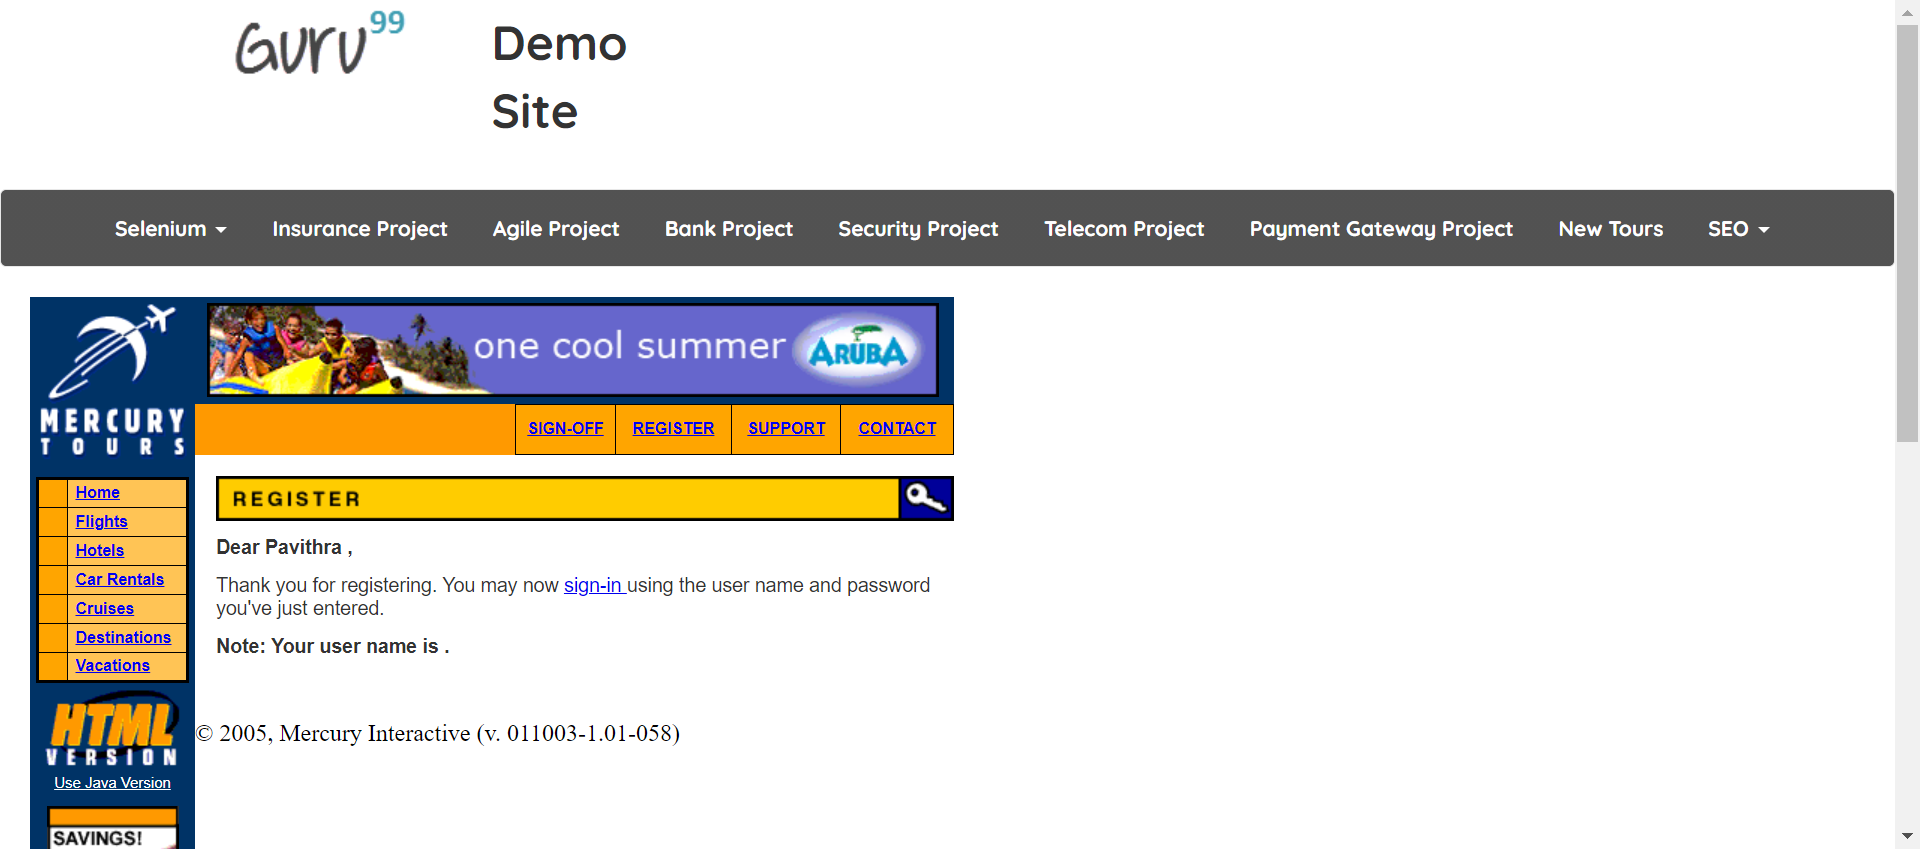 Guru99
Demo
Site
Selenium
Insurance Project
Agile Project
Bank Project
Security Project
Telecom Project
Payment Gateway Project
New Tours
SEO
one cool summer
ARUBA
MERCURY
TOURS
SIGN-OFF
REGISTER
SUPPORT
CONTACT
Home
Flights
Hotels
Car Rentals
Cruises
Destinations
Vacations
HTML
VERSION
Use Java Version
SAVINGS!
REGISTER
Dear Pavithra ,
Thank you for registering. You may now sign-in using the user name and password
you've just entered.
Note: Your user name is .
© 2005, Mercury Interactive (v. 011003-1.01-058)